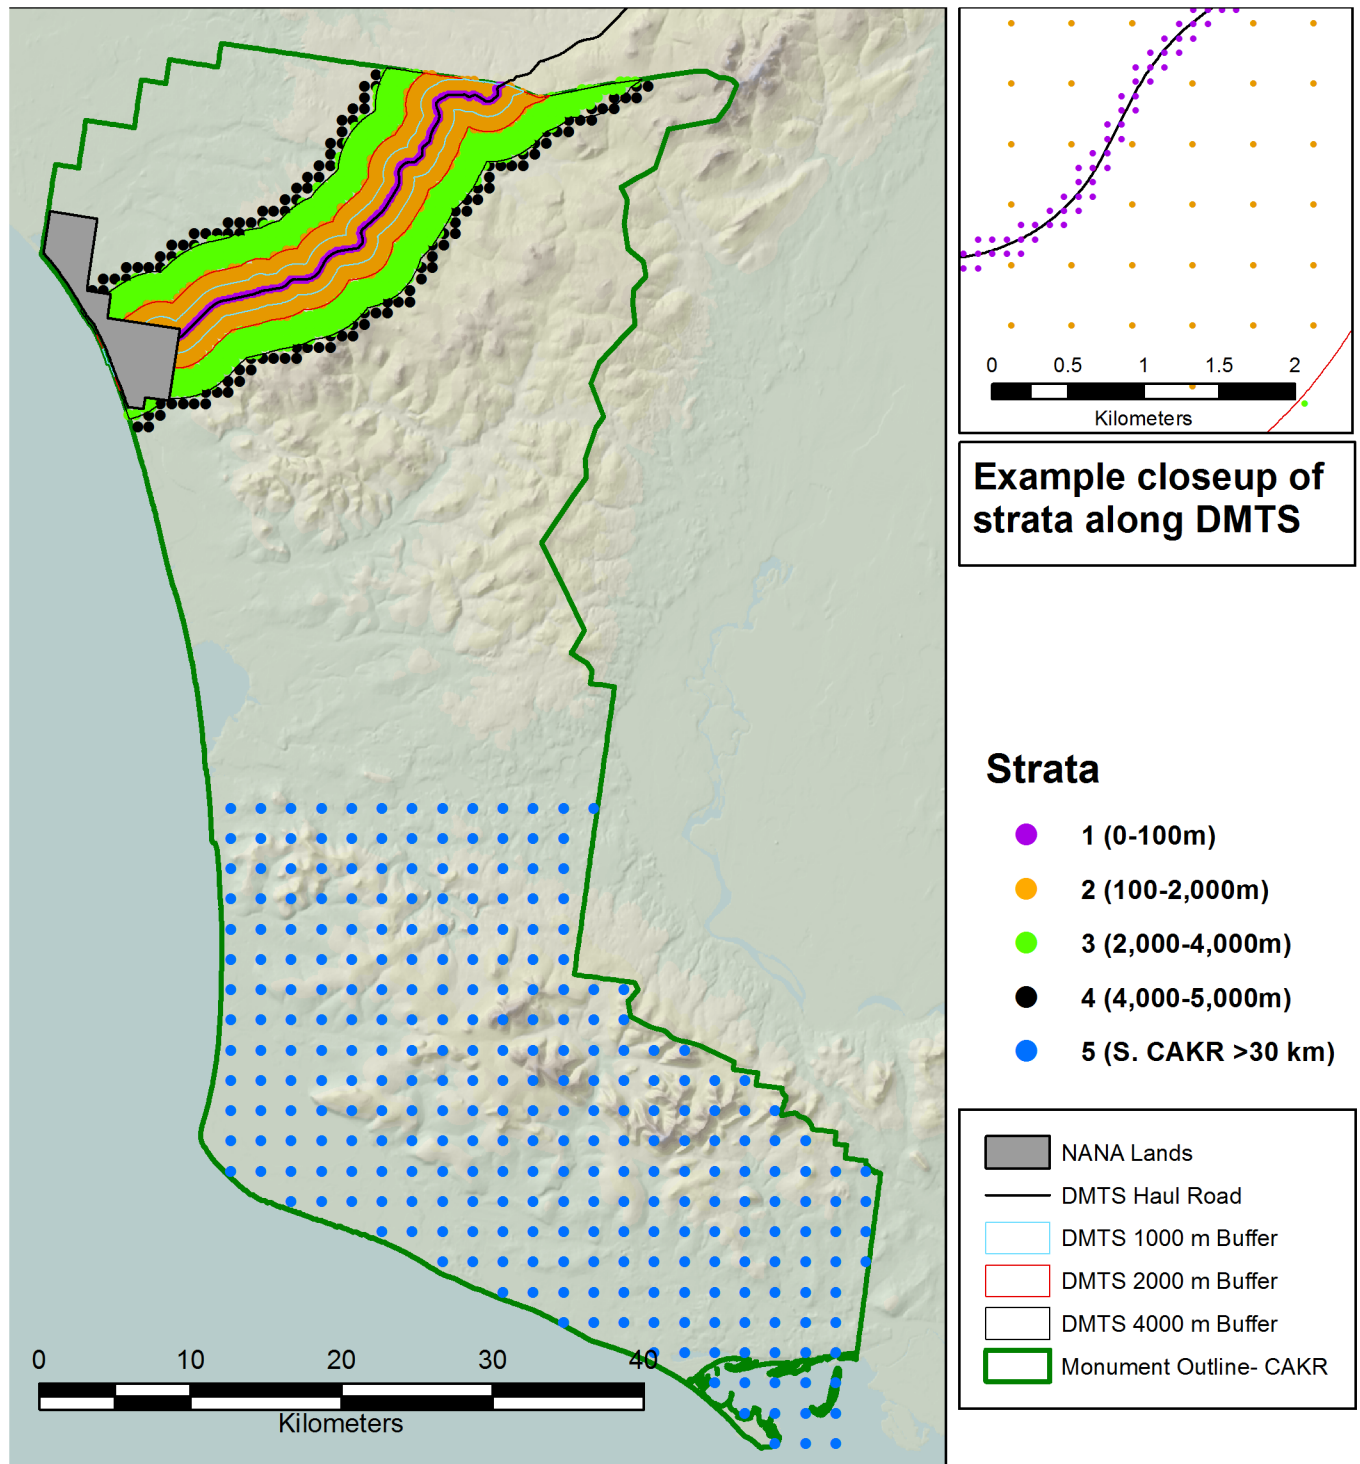 0 0.5 1 1.5 2
Kilometers
Example closeup of
strata along DMTS
Strata
1 (0-100m)
2 (100-2,000m)
3 (2,000-4,000m)
4 (4,000-5,000m)
5 (S. CAKR >30 km)
NANA Lands
DMTS Haul Road
DMTS 1000 m Buffer
DMTS 2000 m Buffer
DMTS 4000 m Buffer
Monument Outline- CAKR
0 10 20 30 40
Kilometers